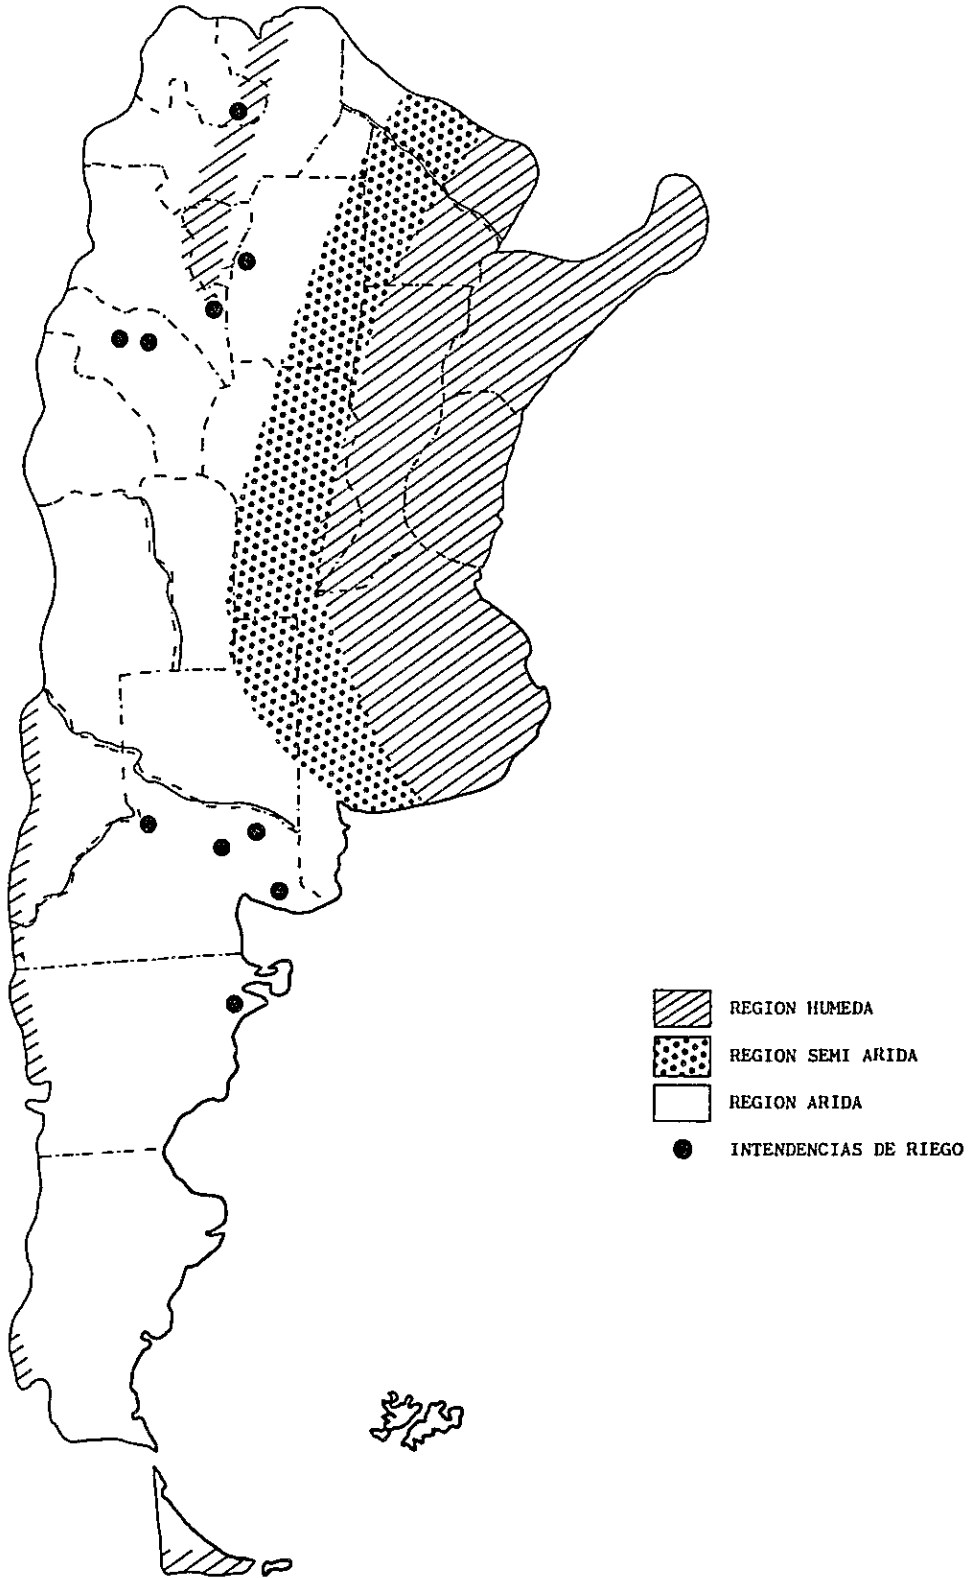 REGION HUMEDA
REGION SEMI ARIDA
REGION ARIDA
INTENDENCIAS DE RIEGO